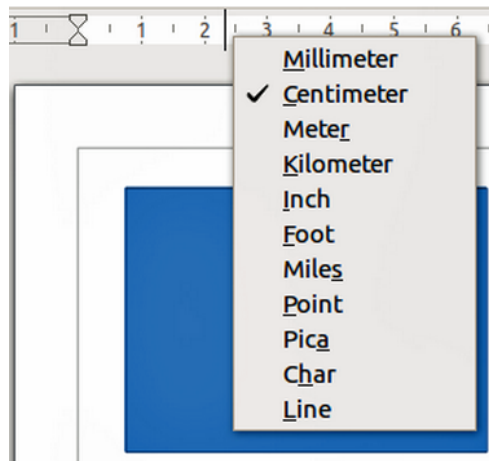 1 1 2 3 4 5 6
Millimeter
Centimeter
Meter
Kilometer
Inch
Foot
Miles
Point
Pica
Char
Line